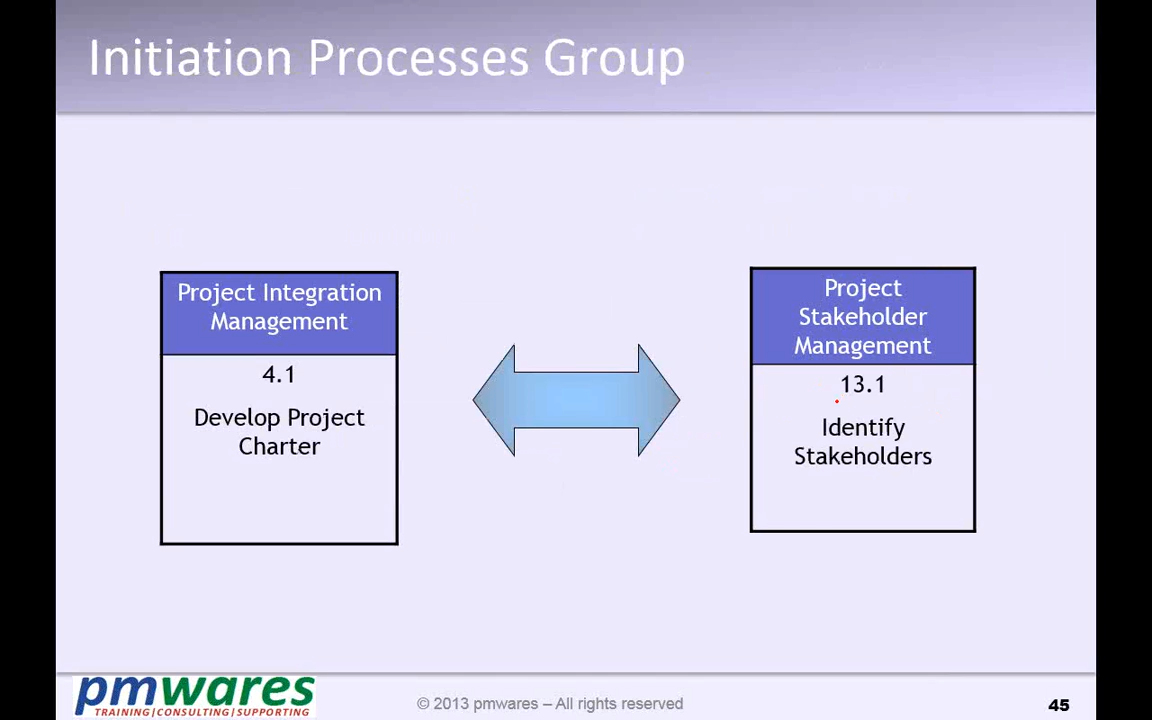 Initiation Processes Group
Project Integration
Management
4.1
Develop Project
Charter
Project
Stakeholder
Management
13.1
Identify
Stakeholders
pmwares
TRAINING|CONSULTING|SUPPORTING
© 2013 pmwares – All rights reserved
45